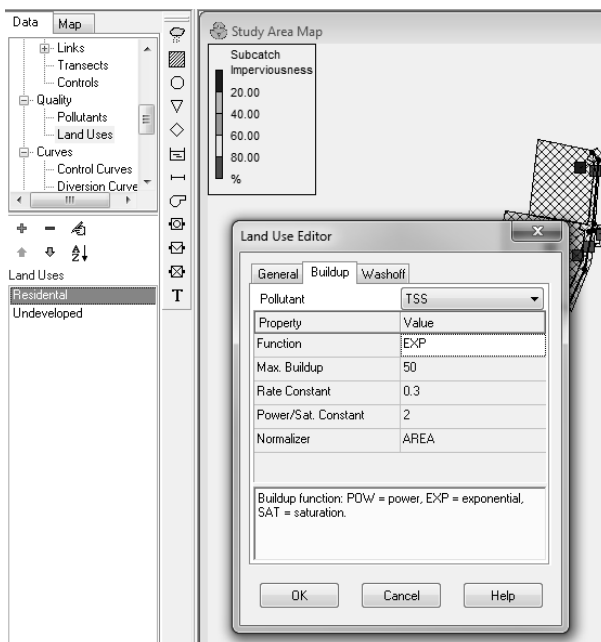 Data Map
Links
Transects
Controls
Quality
Pollutants
Land Uses
Curves
Control Curves
Diversion Curve
Land Uses
Residental
Undeveloped
T
Study Area Map
Subcatch
Imperviousness
20.00
40.00
60.00
80.00
%
Land Use Editor
General Buildup Washoff
Pollutant TSS
Property Value
Function EXP
Max. Buildup 50
Rate Constant 0.3
Power/Sat. Constant 2
Normalizer AREA
Buildup function: POW = power, EXP = exponential,
SAT = saturation.
OK Cancel Help